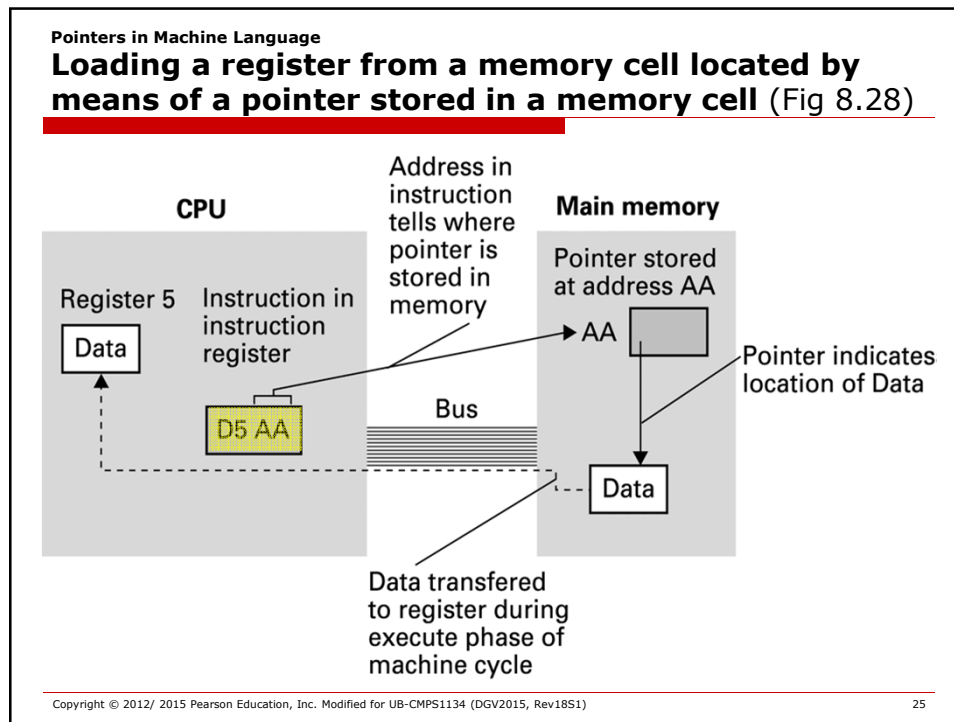 Pointers in Machine Language
Loading a register from a memory cell located by
means of a pointer stored in a memory cell (Fig 8.28)
CPU
Address in
instruction
tells where
pointer is
stored in
memory
Main memory
Register 5
Data
Instruction in
instruction
register
D5 AA
Bus
Pointer stored
at address AA
AA
Pointer indicates
location of Data
Data
Data transfered
to register during
execute phase of
machine cycle
Copyright © 2012/ 2015 Pearson Education, Inc. Modified for UB-CMPS1134 (DGV2015, Rev18S1)
25